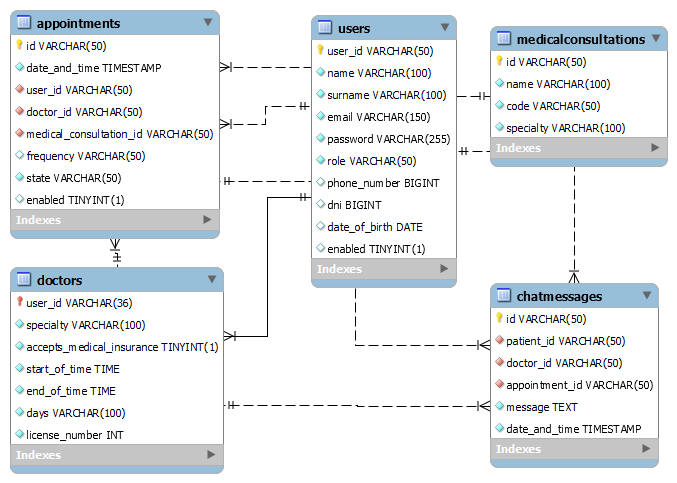 appointments
id VARCHAR(50)
date_and_time TIMESTAMP
user_id VARCHAR(50)
doctor_id VARCHAR(50)
medical_consultation_id VARCHAR(50)
frequency VARCHAR(50)
state VARCHAR(50)
enabled TINYINT(1)
Indexes
users
user_id VARCHAR(50)
name VARCHAR(100)
surname VARCHAR(100)
email VARCHAR(150)
password VARCHAR(255)
role VARCHAR(50)
phone_number BIGINT
dni BIGINT
date_of_birth DATE
enabled TINYINT(1)
Indexes
medicalconsultations
id VARCHAR(50)
name VARCHAR(100)
code VARCHAR(50)
specialty VARCHAR(100)
Indexes
doctors
user_id VARCHAR(36)
specialty VARCHAR(100)
accepts_medical_insurance TINYINT(1)
start_of_time TIME
end_of_time TIME
days VARCHAR(100)
license_number INT
Indexes
chatmessages
id VARCHAR(50)
patient_id VARCHAR(50)
doctor_id VARCHAR(50)
appointment_id VARCHAR(50)
message TEXT
date_and_time TIMESTAMP
Indexes